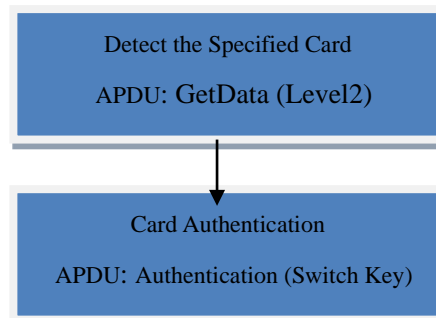 Detect the Specified Card
APDU: GetData (Level2)
Card Authentication
APDU: Authentication (Switch Key)